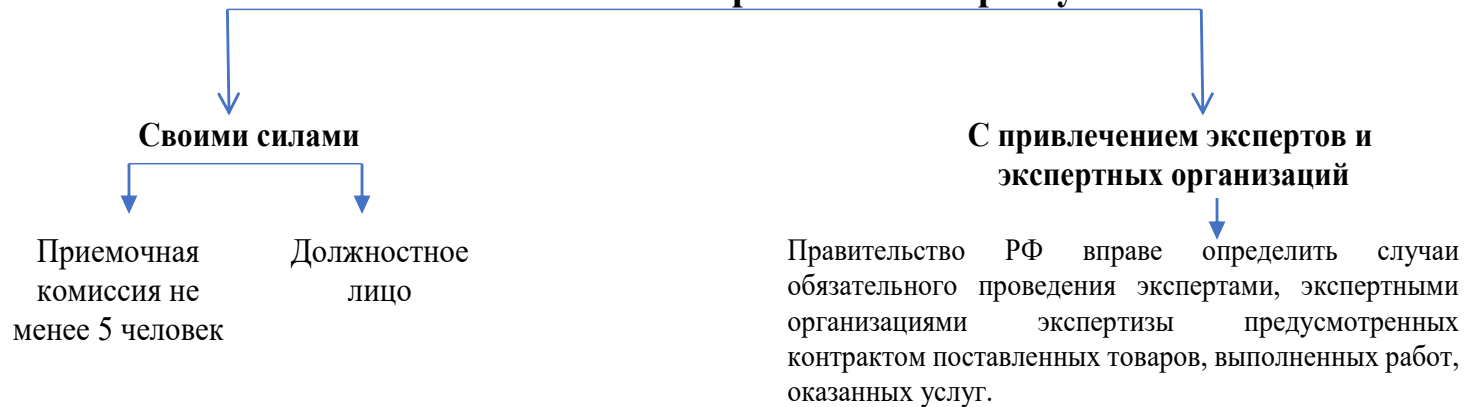 Своими силами
С привлечением экспертов и
экспертных организаций
Приемочная
комиссия не
менее 5 человек
Должностное
лицо
Правительство РФ вправе определить случаи
обязательного проведения экспертами, экспертными
организациями экспертизы предусмотренных
контрактом поставленных товаров, выполненных работ,
оказанных услуг.